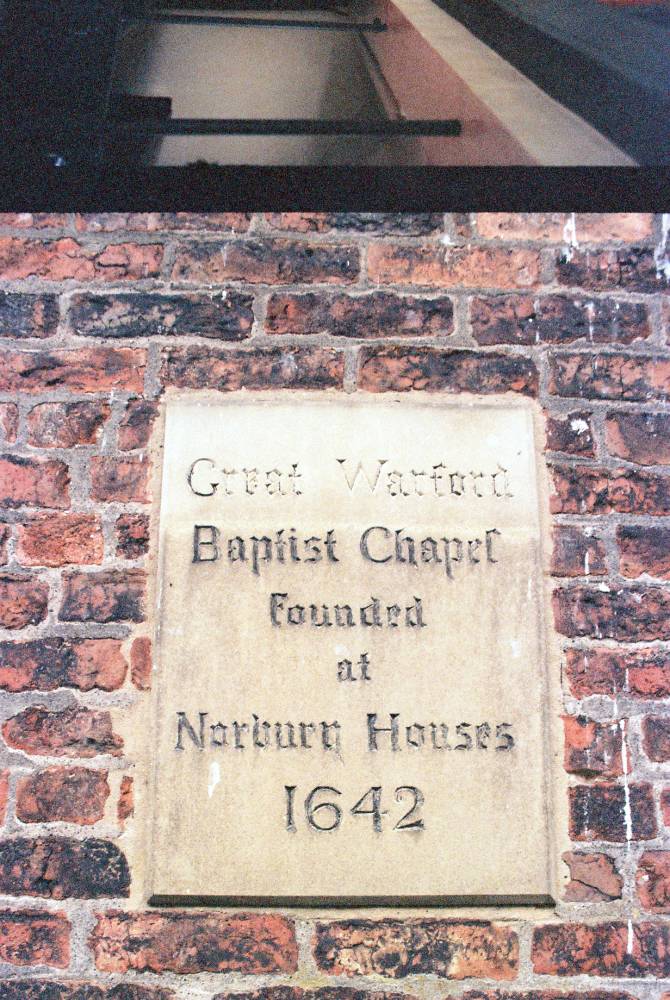 Great Warford
Baptist Chapel
Founded
at
Norbury Houses
1642